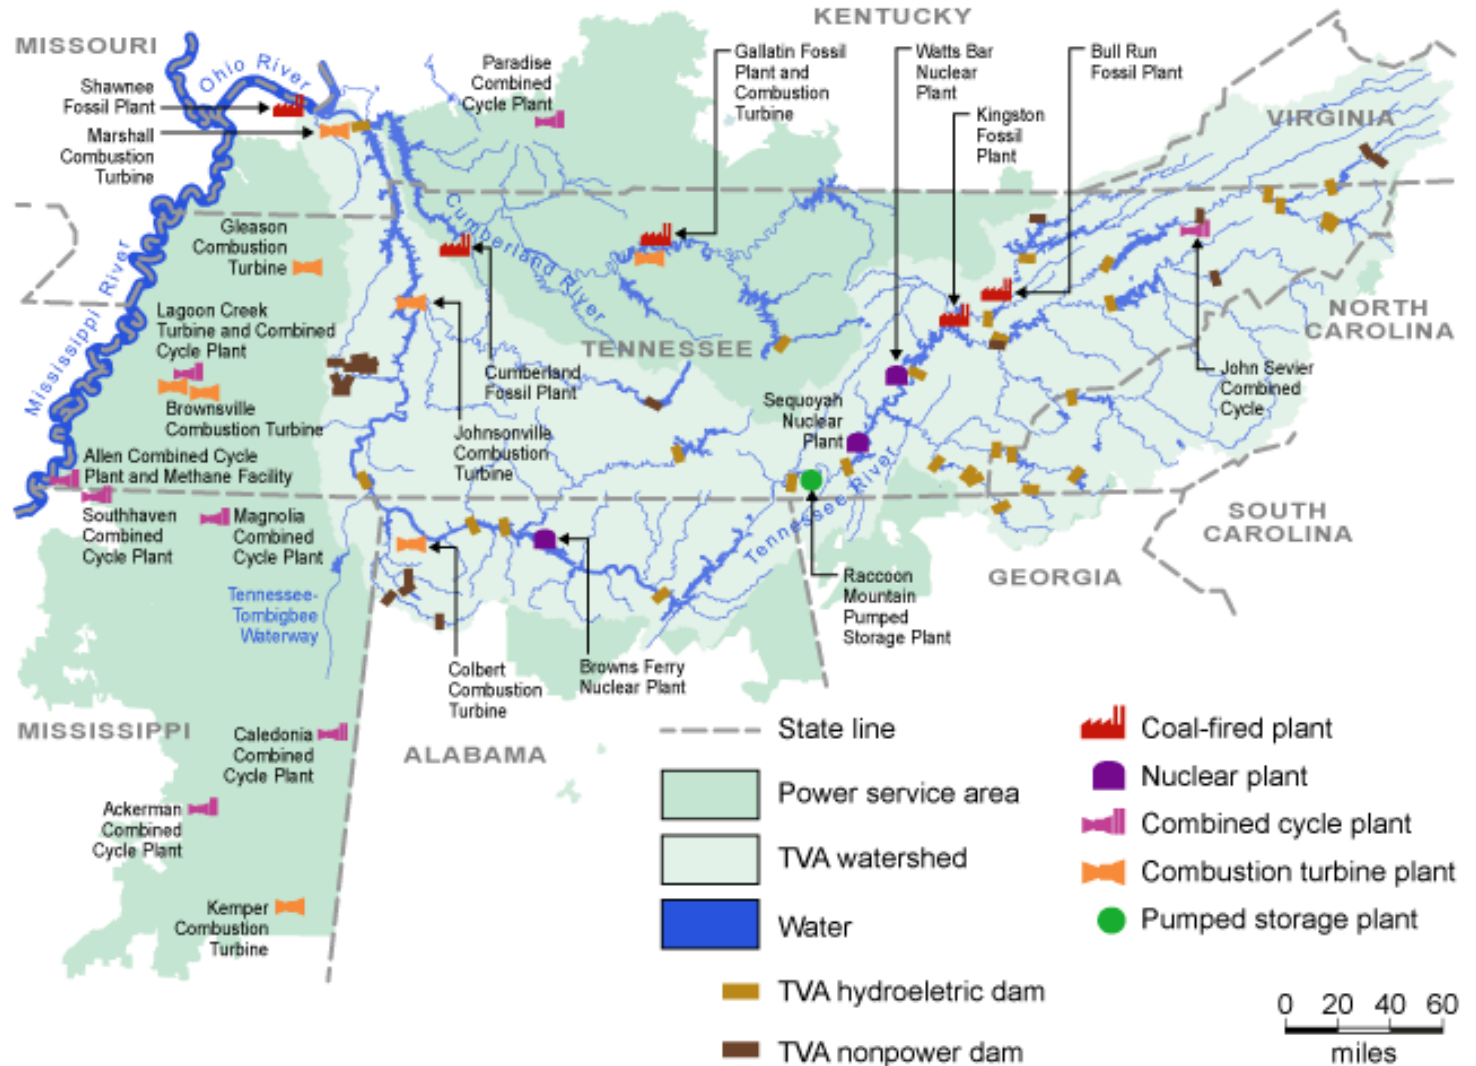 KENTUCKY
MISSOURI
Ohio River
Shawnee
Fossil Plant
Marshall
Combustion
Turbine
Paradise
Combined
Cycle Plant
Gallatin Fossil
Plant and
Combustion
Turbine
Watts Bar
Nuclear
Plant
Bull Run
Fossil Plant
Kingston
Fossil
Plant
VIRGINIA
Cumberland River
Gleason
Combustion
Turbine
Mississippi River
Lagoon Creek
Turbine and Combined
Cycle Plant
Brownsville
Combustion Turbine
TENNESSEE
NORTH
CAROLINA
Cumberland
Fossil Plant
Johnsonville
Combustion
Turbine
Sequoyah
Nuclear
Plant
John Sevier
Combined
Cycle
Allen Combined Cycle
Plant and Methane Facility
Southhaven
Combined
Cycle Plant
Magnolia
Combined
Cycle Plant
Tennessee River
SOUTH
CAROLINA
GEORGIA
Tennessee-
Tombigbee
Waterway
Raccoon
Mountain
Pumped
Storage Plant
Colbert
Combustion
Turbine
Browns Ferry
Nuclear Plant
MISSISSIPPI
ALABAMA
Caledonia
Combined
Cycle Plant
Ackerman
Combined
Cycle Plant
Kemper
Combustion
Turbine
State line
Power service area
TVA watershed
Water
TVA hydroeletric dam
TVA nonpower dam
Coal-fired plant
Nuclear plant
Combined cycle plant
Combustion turbine plant
Pumped storage plant
0 20 40 60
miles